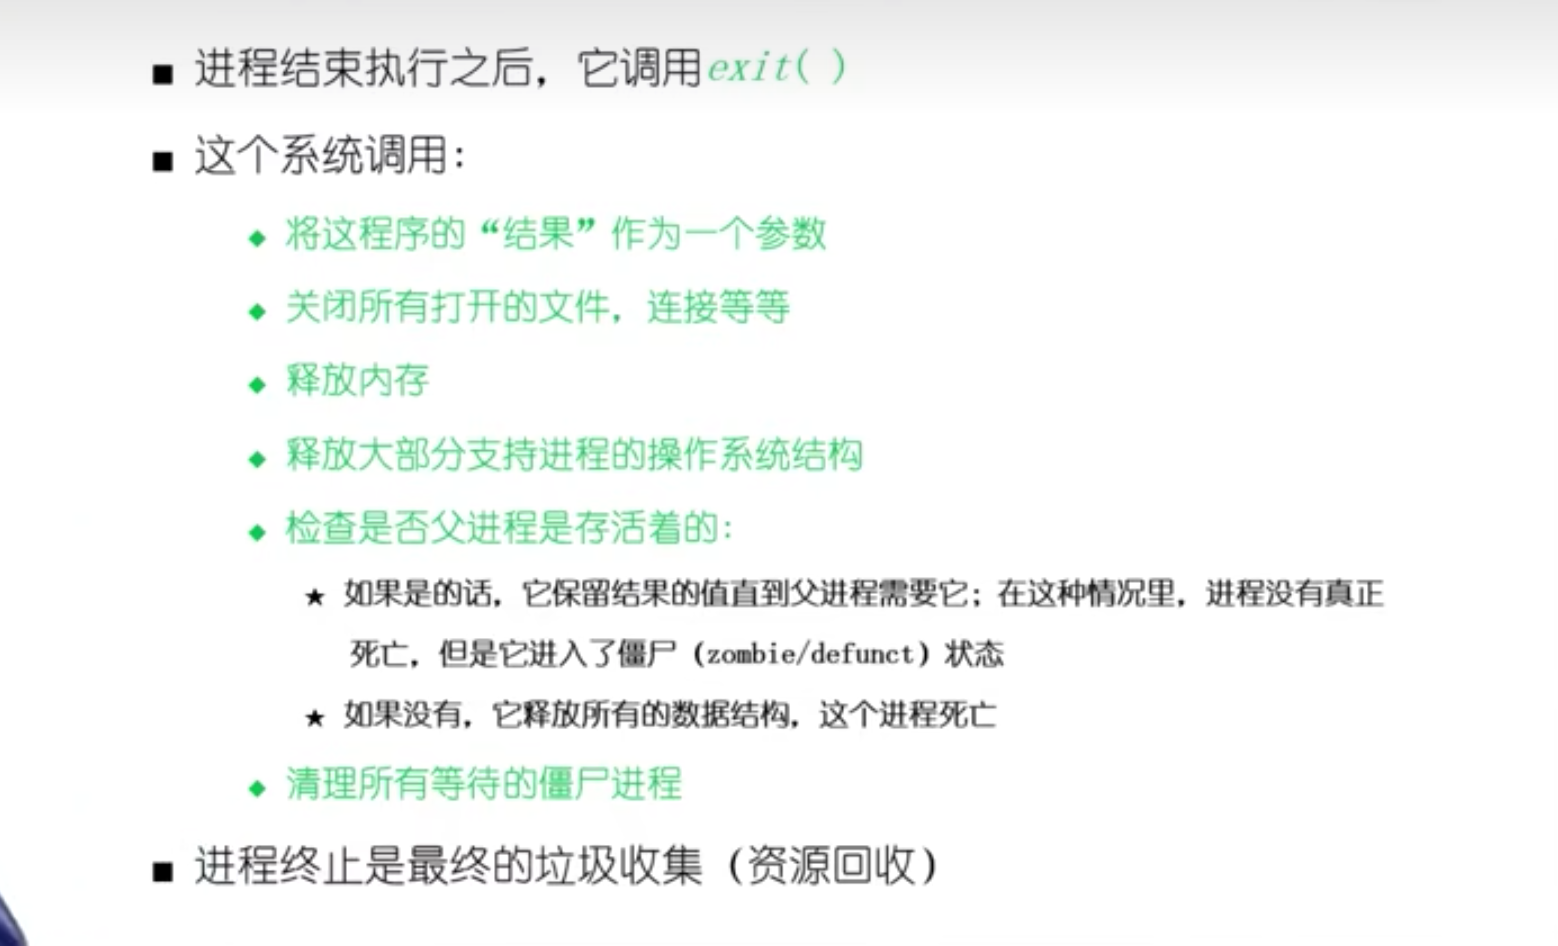 ■ 进程结束执行之后，它调用exit( )
■ 这个系统调用：
◆ 将这程序的“结果”作为一个参数
◆ 关闭所有打开的文件，连接等等
◆ 释放内存
◆ 释放大部分支持进程的操作系统结构
◆ 检查是否父进程是存活着的：
★ 如果是的话，它保留结果的值直到父进程需要它；在这种情况里，进程没有真正
死亡，但是它进入了僵尸（zombie/defunct）状态
★ 如果没有，它释放所有的数据结构，这个进程死亡
◆ 清理所有等待的僵尸进程
■ 进程终止是最终的垃圾收集（资源回收）